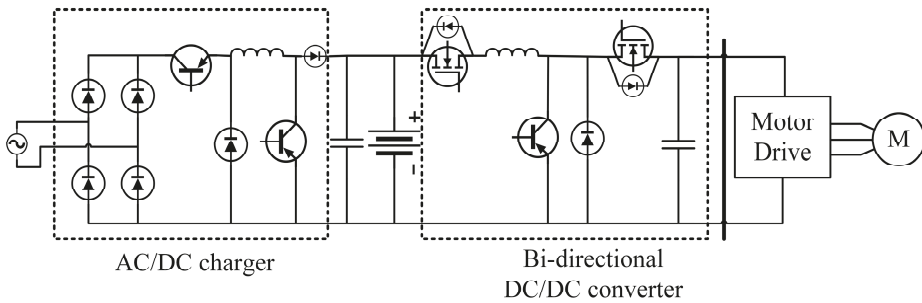 +
-
Motor
Drive
M
AC/DC charger
Bi-directional
DC/DC converter